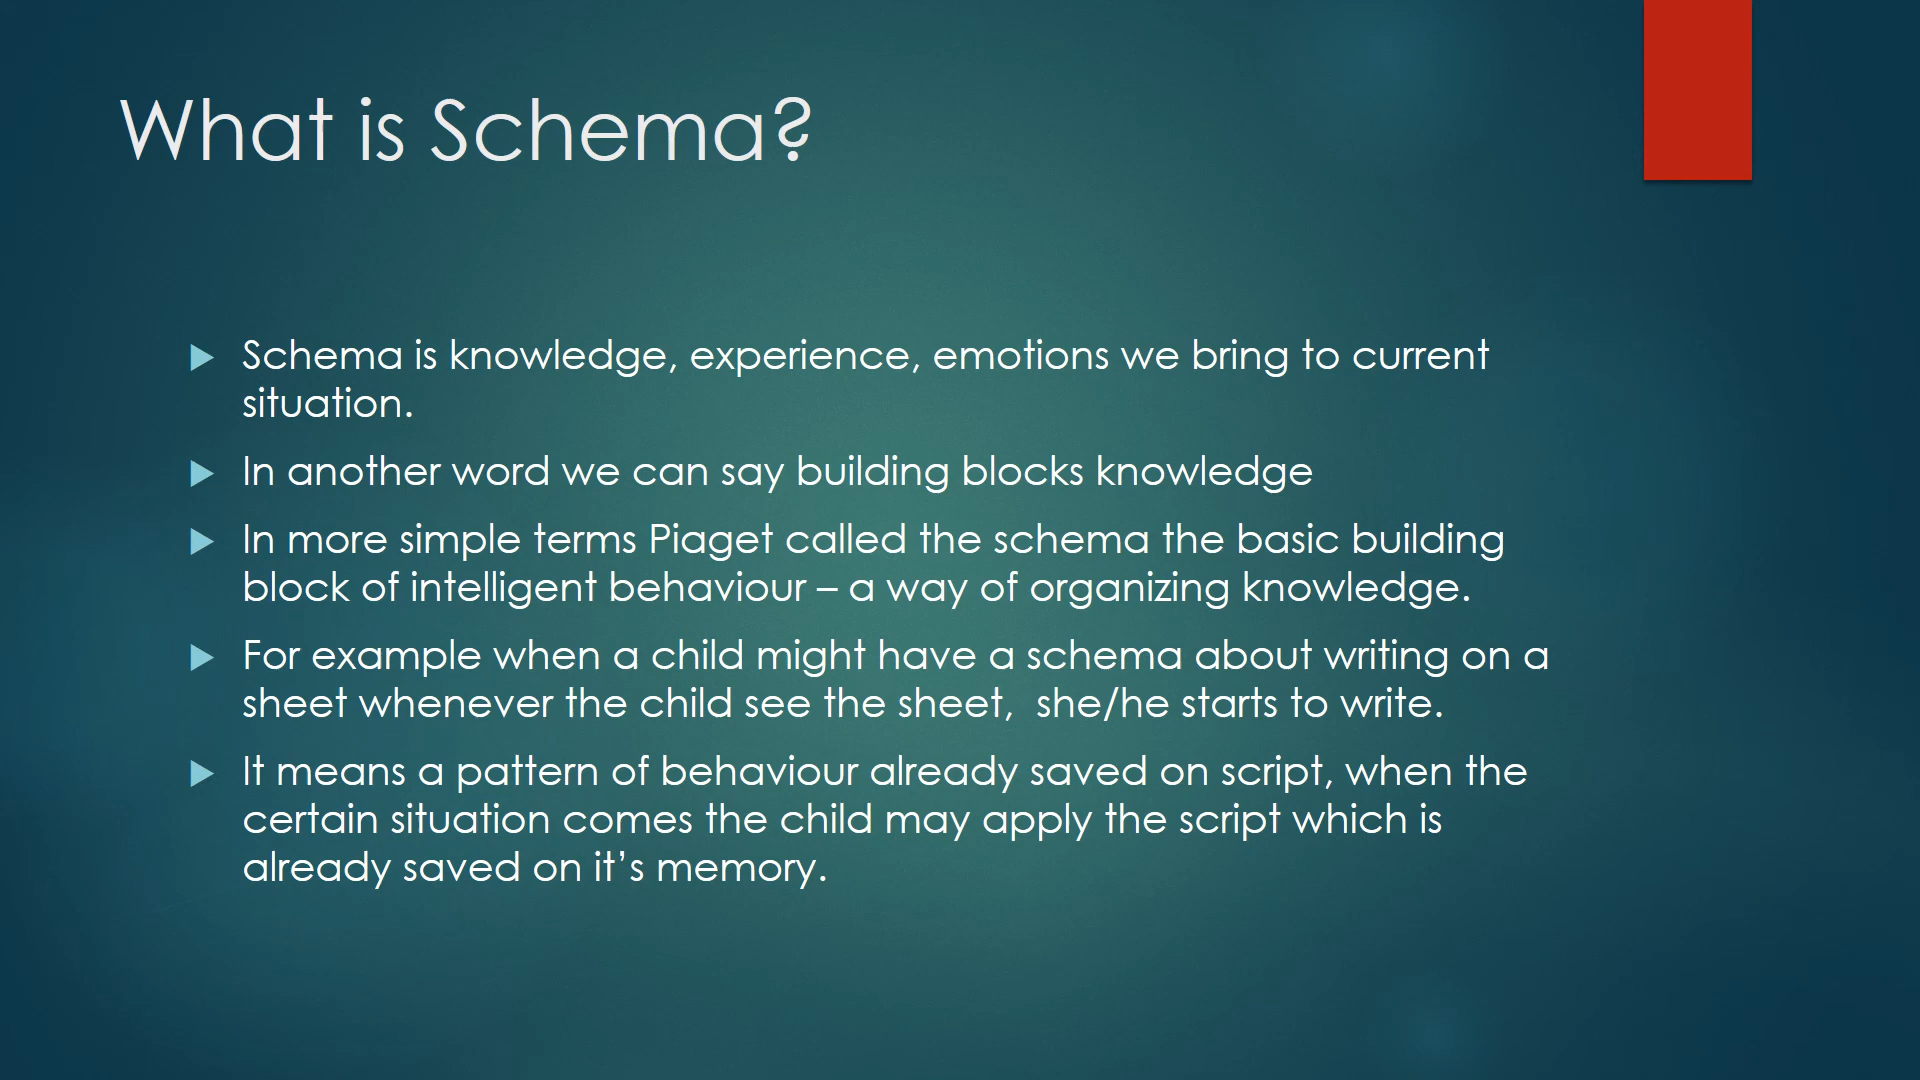 What is Schema?
Schema is knowledge, experience, emotions we bring to current
situation.
In another word we can say building blocks knowledge
In more simple terms Piaget called the schema the basic building
block of intelligent behaviour – a way of organizing knowledge.
For example when a child might have a schema about writing on a
sheet whenever the child see the sheet,  she/he starts to write.
It means a pattern of behaviour already saved on script, when the
certain situation comes the child may apply the script which is
already saved on it’s memory.